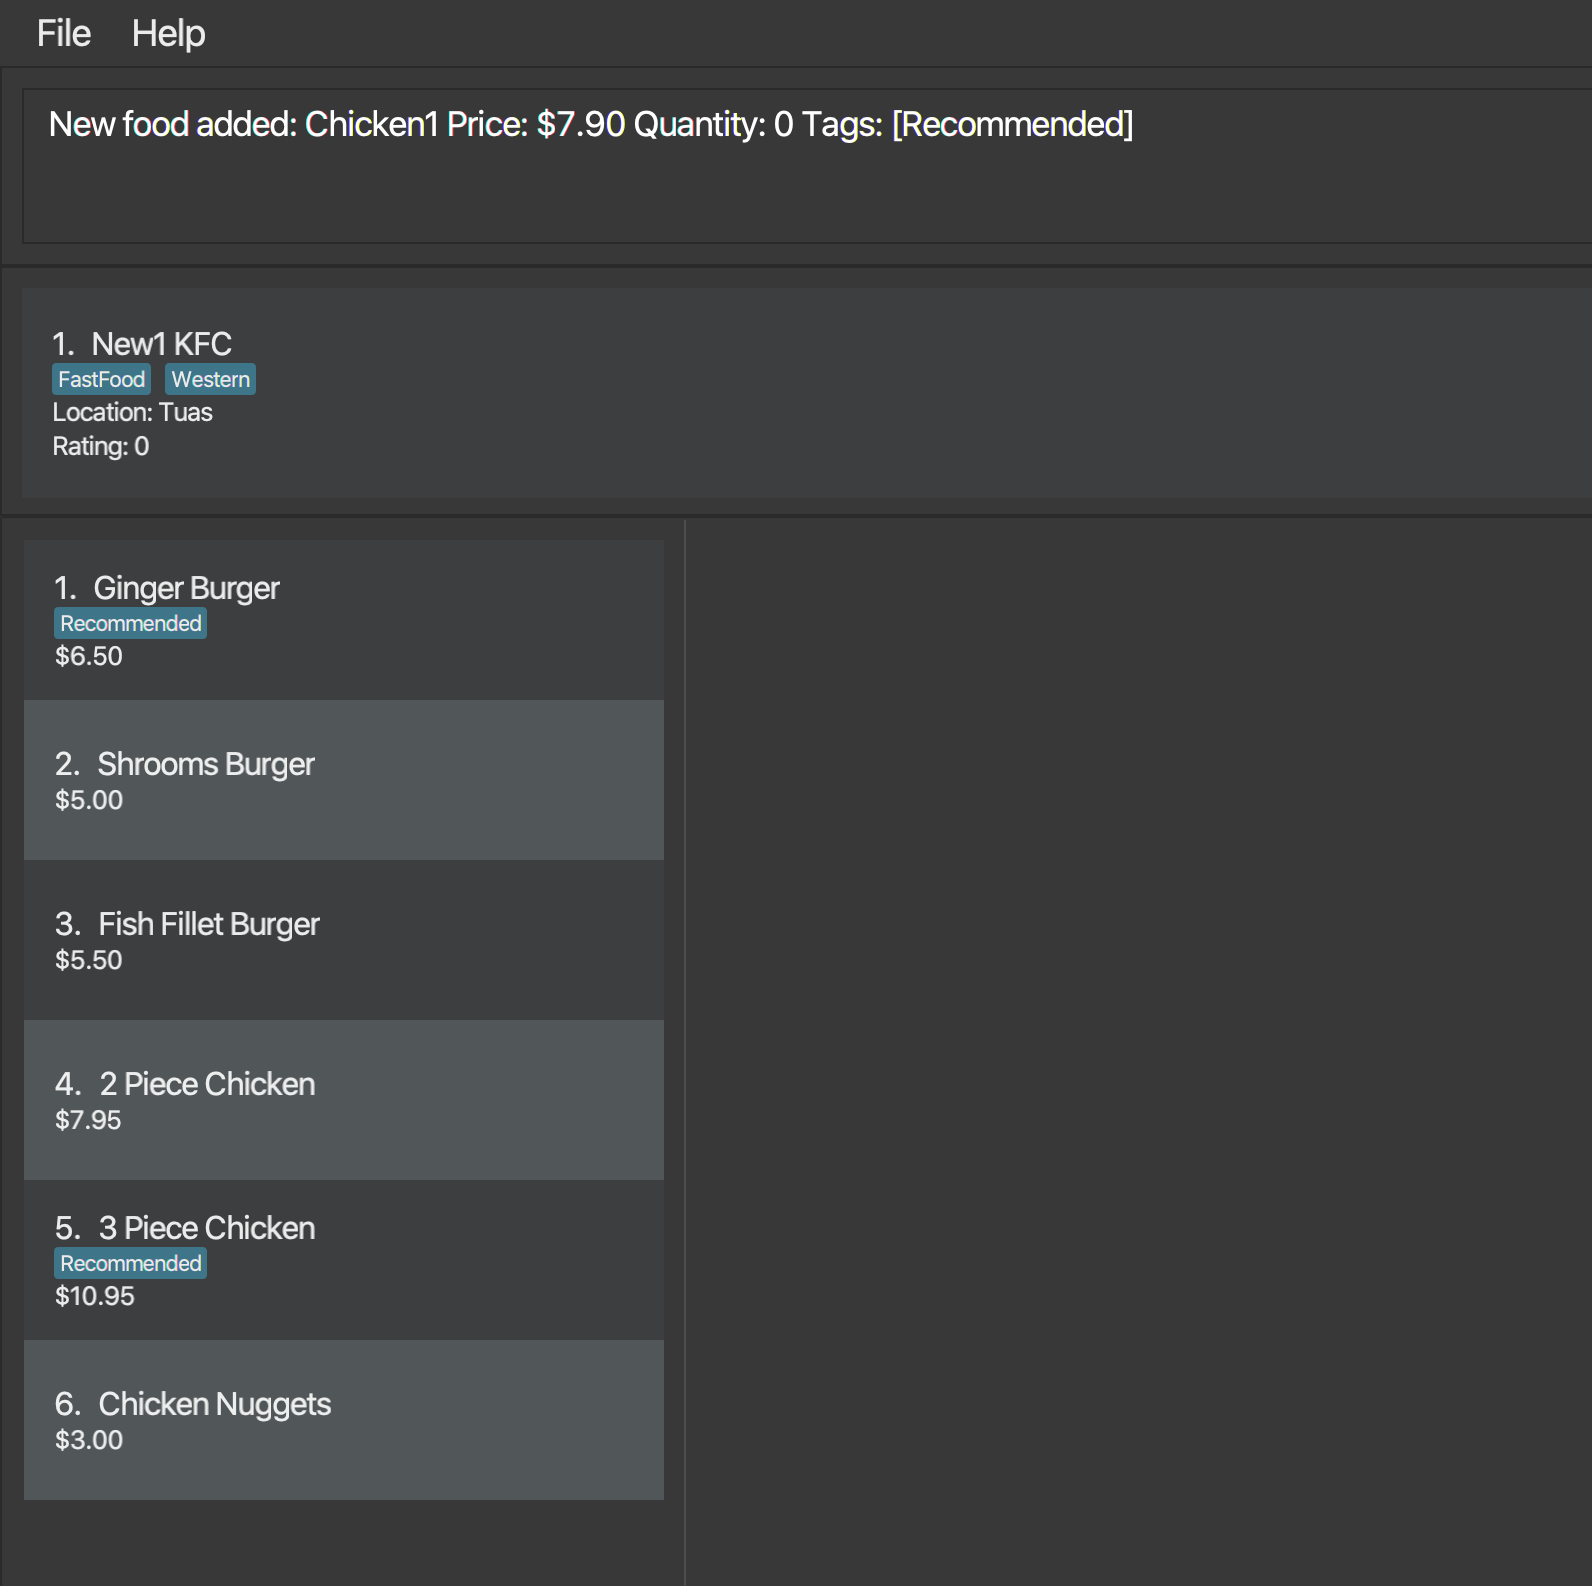 File Help
New food added: Chicken1 Price: $7.90 Quantity: 0 Tags: [Recommended]
1. New1 KFC
FastFood Western
Location: Tuas
Rating: 0
1. Ginger Burger
Recommended
$6.50
2. Shrooms Burger
$5.00
3. Fish Fillet Burger
$5.50
4. 2 Piece Chicken
$7.95
5. 3 Piece Chicken
Recommended
$10.95
6. Chicken Nuggets
$3.00